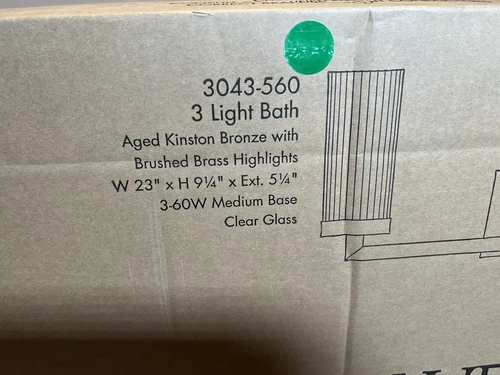 3043-560
3 Light Bath
Aged Kinston Bronze with
Brushed Brass Highlights
W 23" x H 9¼" x Ext. 5¼"
3-60W Medium Base
Clear Glass